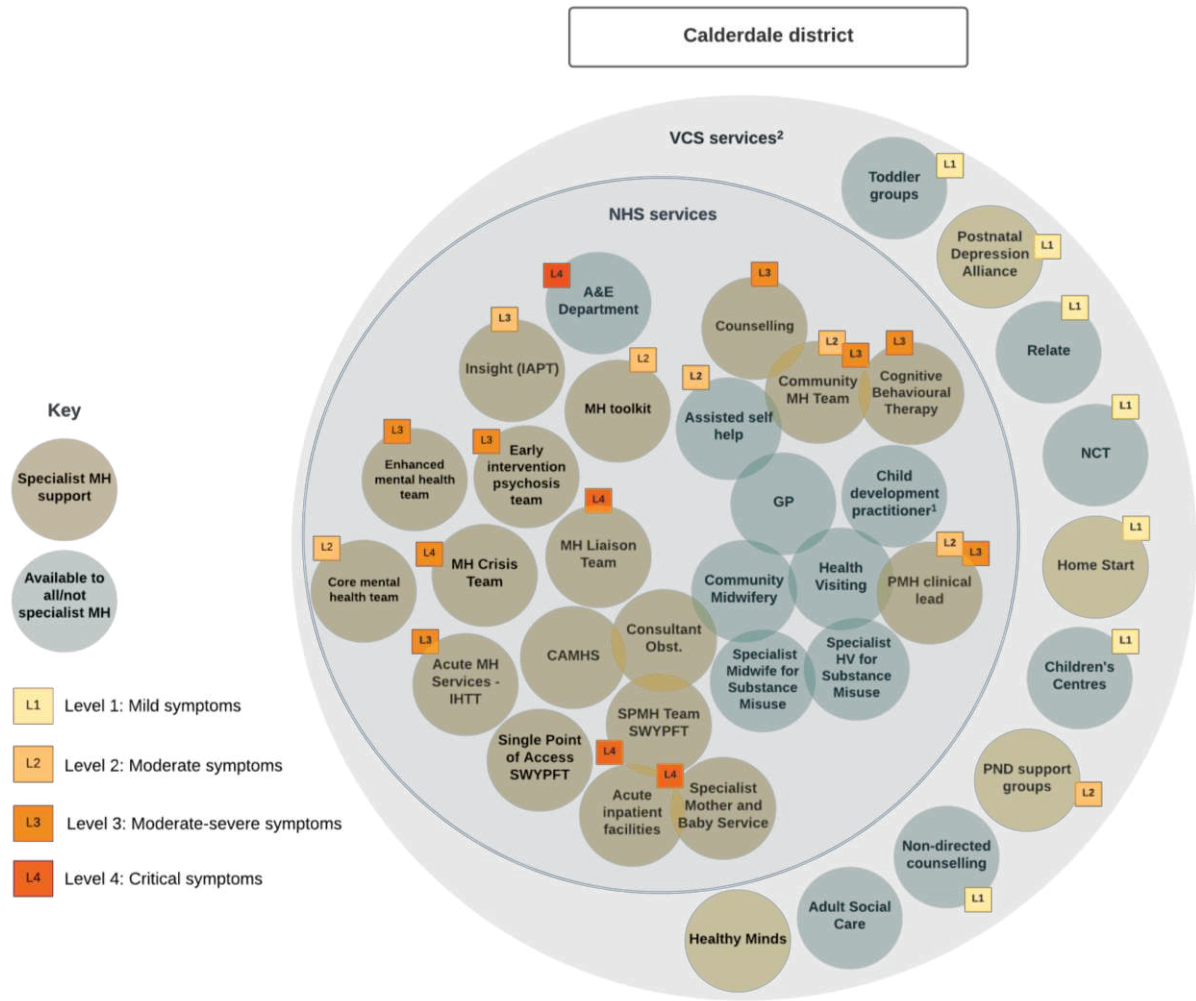 Calderdale district
VCS services²
NHS services
Toddler
groups
L1
Postnatal
Depression
Alliance
L1
Relate
L1
NCT
L1
Home Start
L1
Children's
Centres
L1
PND support
groups
L2
Non-directed
counselling
L1
Adult Social
Care
Healthy Minds
L4
A&E
Department
L3
Counselling
L3
Insight (IAPT)
L2
MH toolkit
L2
Assisted self
help
L2
L3
Community
MH Team
L3
Cognitive
Behavioural
Therapy
L3
Enhanced
mental health
team
L3
Early
intervention
psychosis
team
GP
Child
development
practitioner¹
L4
MH Liaison
Team
L2
Core mental
health team
L4
MH Crisis
Team
Community
Midwifery
Health
Visiting
L2
L3
PMH clinical
lead
L3
Acute MH
Services -
IHTT
CAMHS
Consultant
Obst.
Specialist
Midwife for
Substance
Misuse
Specialist
HV for
Substance
Misuse
Single Point
of Access
SWYPFT
SPMH Team
SWYPFT
L4
Acute
inpatient
facilities
L4
Specialist
Mother and
Baby Service
Key
Specialist MH
support
Available to
all/not
specialist MH
L1 Level 1: Mild symptoms
L2 Level 2: Moderate symptoms
L3 Level 3: Moderate-severe symptoms
L4 Level 4: Critical symptoms